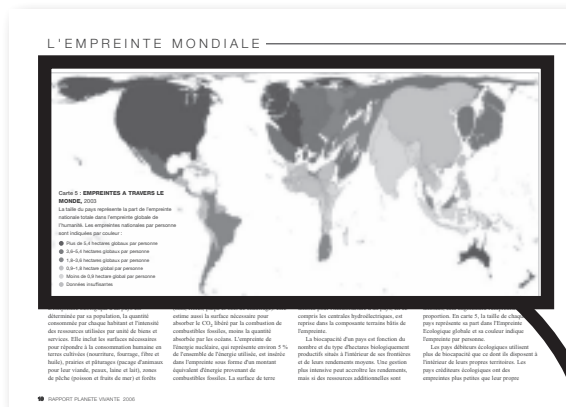 L'EMPREINTE MONDIALE
Carte 5 : EMPREINTES A TRAVERS LE
MONDE, 2003
La taille du pays représente la part de l'empreinte
nationale totale dans l'empreinte globale de
l'humanité. Les empreintes nationales par personne
sont indiquées par couleur :
Plus de 5,4 hectares globaux par personne
3,6–5,4 hectares globaux par personne
1,8–3,6 hectares globaux par personne
0,9–1,8 hectare global par personne
Moins de 0,9 hectare global par personne
Données insuffisantes
déterminée par sa population, la quantité
consommée par chaque habitant et l'intensité
des ressources utilisées par unité de biens et
services. Elle inclut les surfaces nécessaires
pour répondre à la consommation humaine en
terres cultivées (nourriture, fourrage, fibre et
huile), prairies et pâturages (pacage d'animaux
pour leur viande, peaux, laine et lait), zones
de pêche (poisson et fruits de mer) et forêts
estime aussi la surface nécessaire pour
absorber le CO2 libéré par la combustion de
combustibles fossiles, moins la quantité
absorbée par les océans. L'empreinte de
l'énergie nucléaire, qui représente environ 5 %
de l'ensemble de l'énergie utilisée, est insérée
dans l'empreinte sous forme d'un montant
équivalent d'énergie provenant de
combustibles fossiles. La surface de terre
compris les centrales hydroélectriques, est
reprise dans la composante terrains bâtis de
l'empreinte.
La biocapacité d'un pays est fonction du
nombre et du type d'hectares biologiquement
productifs situés à l'intérieur de ses frontières
et de leurs rendements moyens. Une gestion
plus intensive peut accroître les rendements,
mais si des ressources additionnelles sont
proportion. En carte 5, la taille de chaque
pays représente sa part dans l'Empreinte
Ecologique globale et sa couleur indique
l'empreinte par personne.
Les pays débiteurs écologiques utilisent
plus de biocapacité que ce dont ils disposent à
l'intérieur de leurs propres territoires. Les
pays créditeurs écologiques ont des
empreintes plus petites que leur propre
18 RAPPORT PLANETE VIVANTE 2006